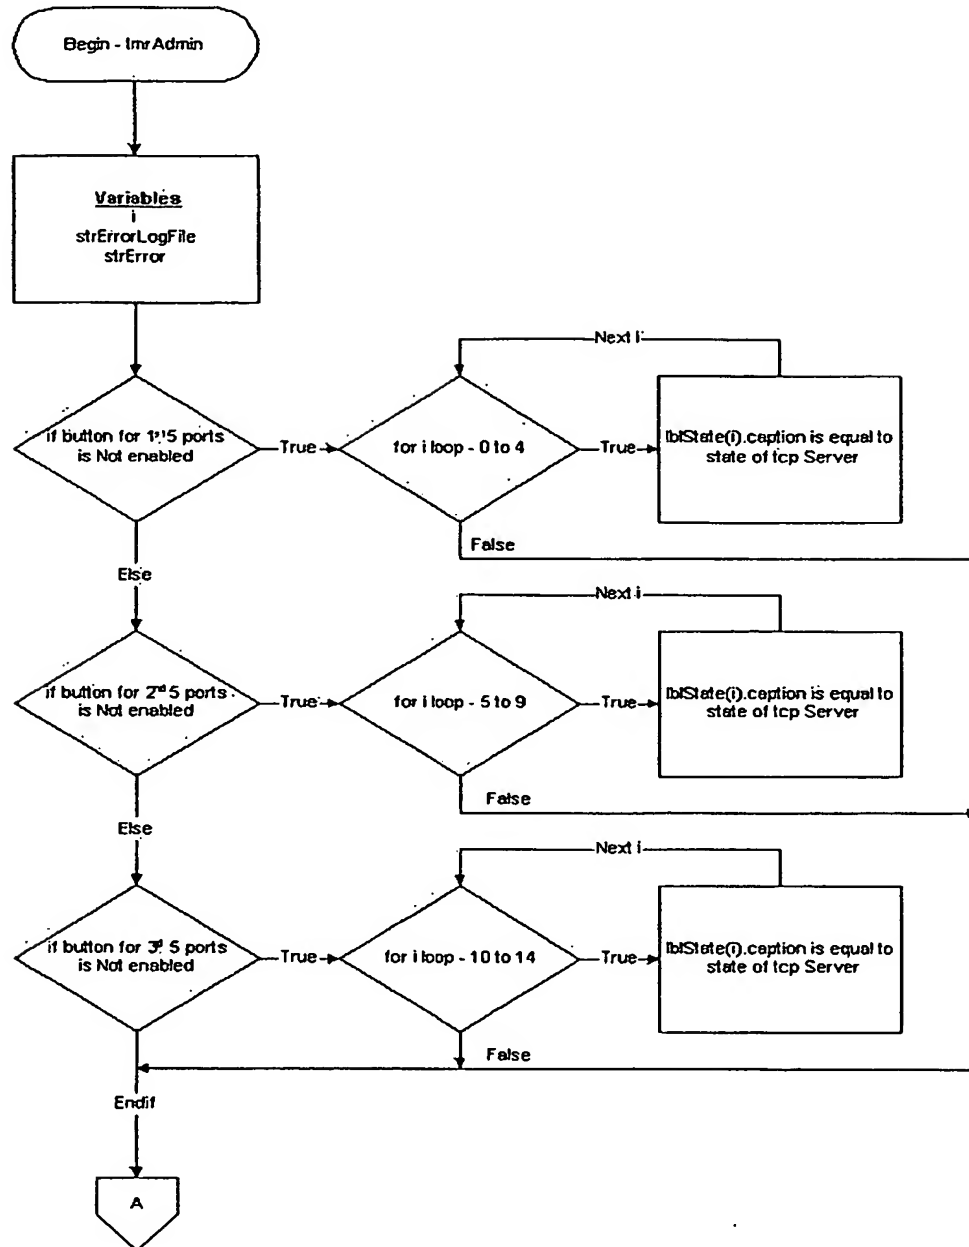 Begin - tmrAdmin
Variables
i
strErrorLogFile
strError
Next i
if button for 1st 5 ports
is Not enabled
True
for i loop - 0 to 4
True
lblState(i).caption is equal to
state of tcp Server
False
Else
Next i
if button for 2nd 5 ports
is Not enabled
True
for i loop - 5 to 9
True
lblState(i).caption is equal to
state of tcp Server
False
Else
Next i
if button for 3rd 5 ports
is Not enabled
True
for i loop - 10 to 14
True
lblState(i).caption is equal to
state of tcp Server
False
Endif
A